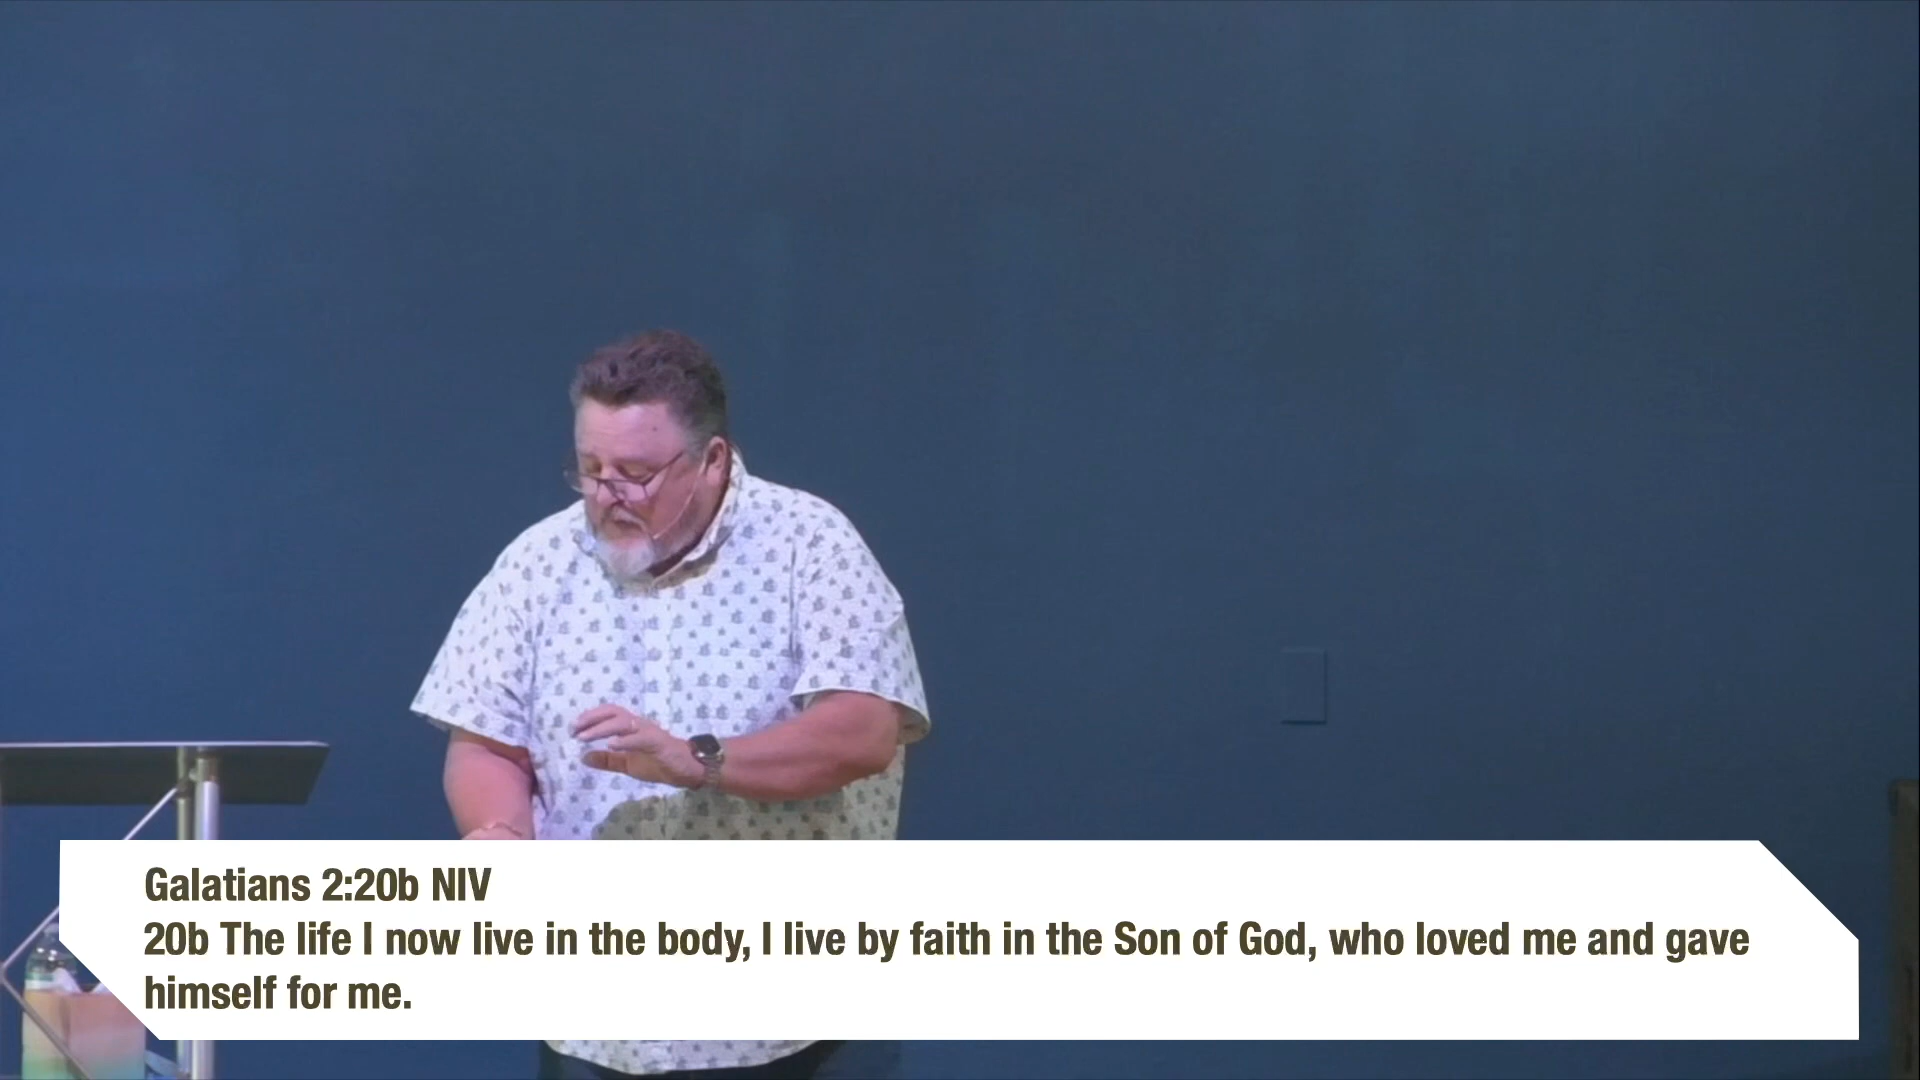 Galatians 2:20b NIV
20b The life I now live in the body, I live by faith in the Son of God, who loved me and gave
himself for me.